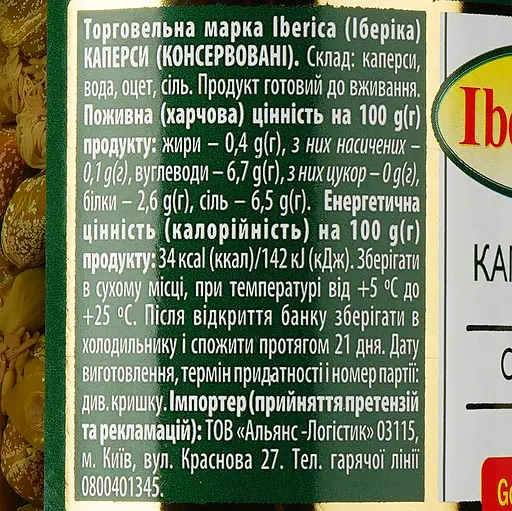 Торговельна марка Iberica (Іберіка)
КАПЕРСИ (КОНСЕРВОВАНІ). Склад: каперси,
вода, оцет, сіль. Продукт готовий до вживання.
Поживна (харчова) цінність на 100 g(г)
продукту: жири – 0,4 g(г), з них насичених –
0,1 g(г), вуглеводи – 6,7 g(г), з них цукор – 0 g(г),
білки – 2,6 g(г), сіль – 6,5 g(г). Енергетична
цінність (калорійність) на 100 g(г)
продукту: 34 kcal (ккал)/142 kJ (кДж). Зберігати
в сухому місці, при температурі від +5 °C до
+25 °C. Після відкриття банку зберігати в
холодильнику і спожити протягом 21 дня. Дату
виготовлення, термін придатності і номер партії:
див. кришку. Імпортер (прийняття претензій
та рекламацій): ТОВ «Альянс -Логістик» 03115,
м. Київ, вул. Краснова 27. Тел. гарячої лінії
0800401345.